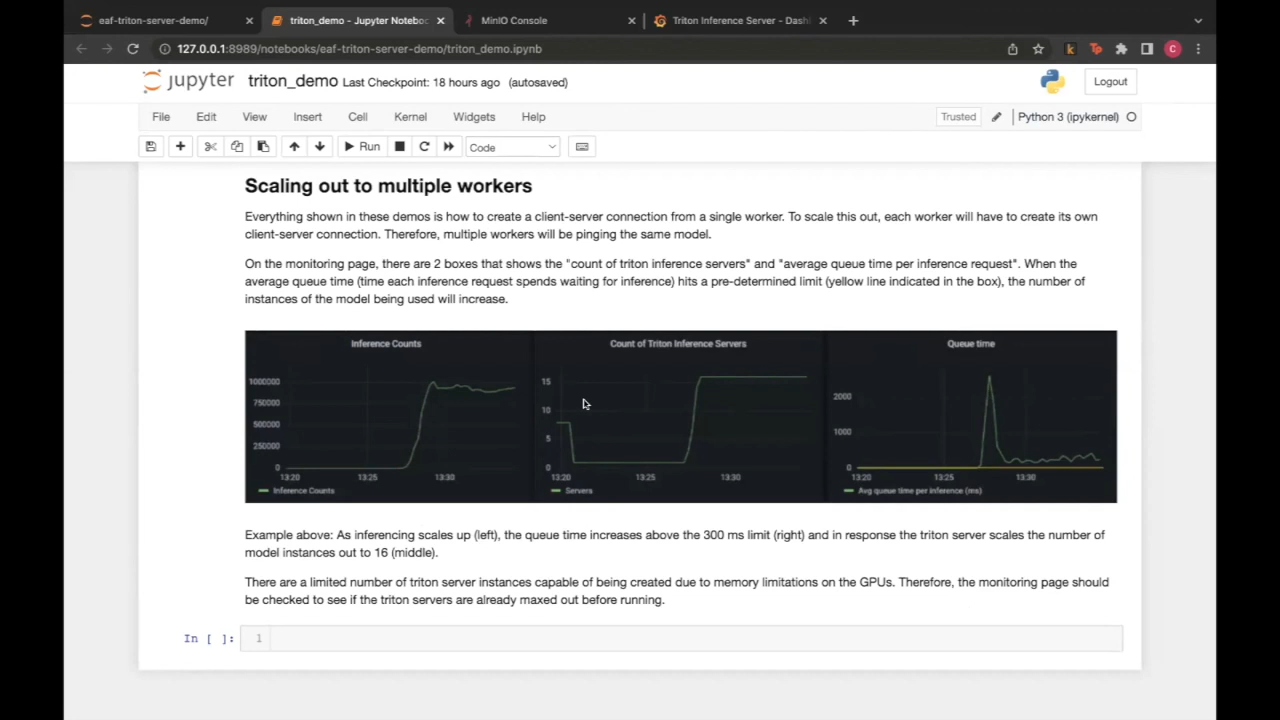 eaf-triton-server-demo/
triton_demo - Jupyter Noteboo
MinIO Console
Triton Inference Server - Dashl
127.0.0.1:8989/notebooks/eaf-triton-server-demo/triton_demo.ipynb
k
Tp
C
jupyter
triton_demo
Last Checkpoint: 18 hours ago (autosaved)
Logout
File Edit View Insert Cell Kernel Widgets Help
Trusted
Python 3 (ipykernel)
Run
Code
Scaling out to multiple workers
Everything shown in these demos is how to create a client-server connection from a single worker. To scale this out, each worker will have to create its own
client-server connection. Therefore, multiple workers will be pinging the same model.
On the monitoring page, there are 2 boxes that shows the "count of triton inference servers" and "average queue time per inference request". When the
average queue time (time each inference request spends waiting for inference) hits a pre-determined limit (yellow line indicated in the box), the number of
instances of the model being used will increase.
Inference Counts
1000000
750000
500000
250000
0
13:20 13:25 13:30
Inference Counts
Count of Triton Inference Servers
15
10
5
0
13:20 13:25 13:30
Servers
Queue time
2000
1000
0
13:20 13:25 13:30
Avg queue time per inference (ms)
Example above: As inferencing scales up (left), the queue time increases above the 300 ms limit (right) and in response the triton server scales the number of
model instances out to 16 (middle).
There are a limited number of triton server instances capable of being created due to memory limitations on the GPUs. Therefore, the monitoring page should
be checked to see if the triton servers are already maxed out before running.
In [ ]: 1